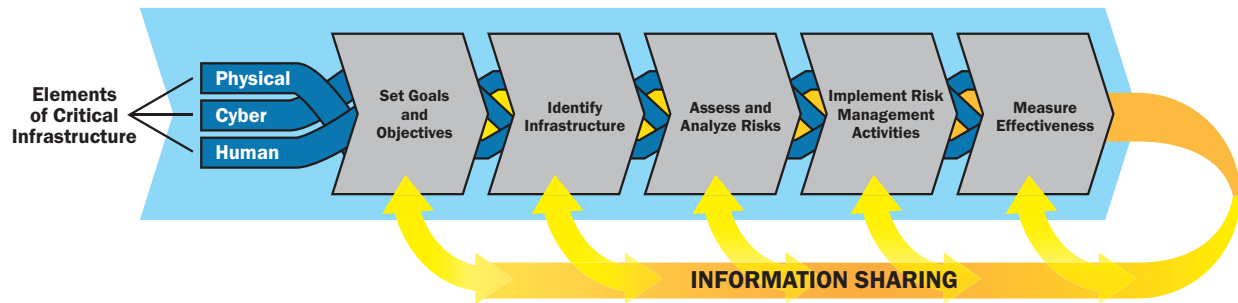 Elements
of Critical
Infrastructure
Physical
Cyber
Human
Set Goals
and
Objectives
Identify
Infrastructure
Assess and
Analyze Risks
Implement Risk
Management
Activities
Measure
Effectiveness
INFORMATION SHARING